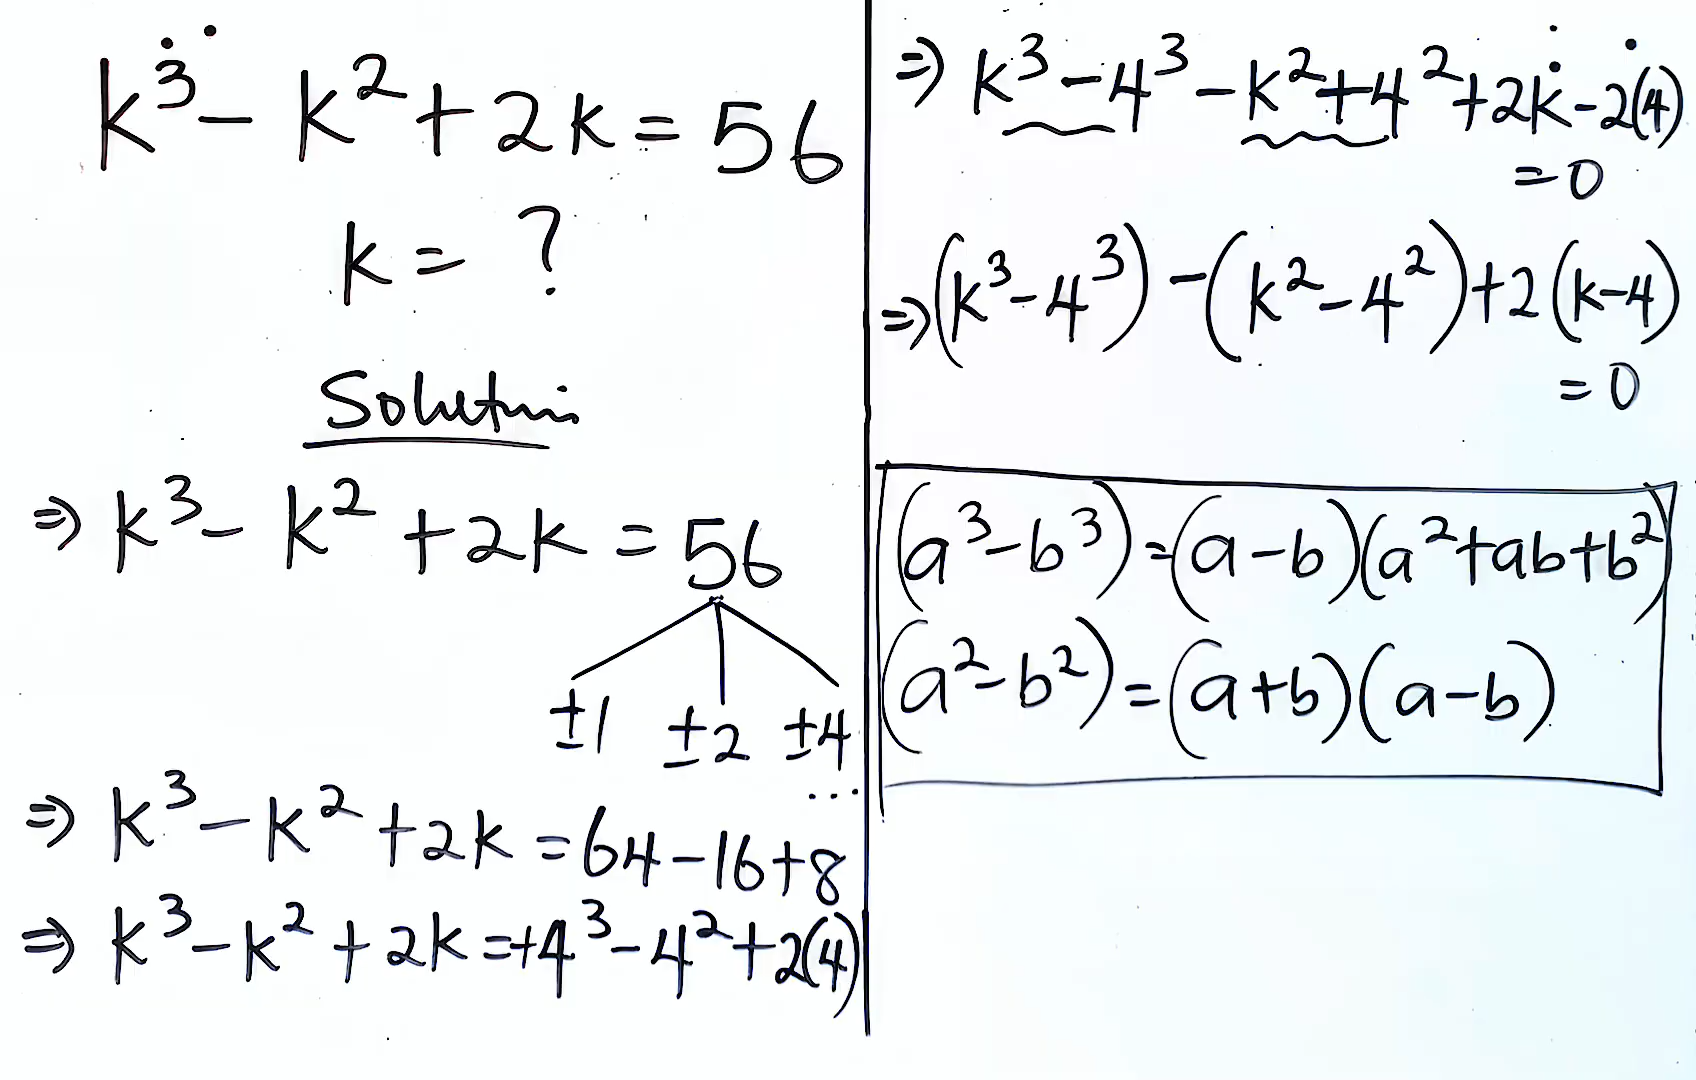 k³ - k² + 2k = 56
k = ?
Solution
⇒ k³ - k² + 2k = 56
±1 ±2 ±4
...
⇒ k³ - k² + 2k = 64 - 16 + 8
⇒ k³ - k² + 2k = +4³ - 4² + 2(4)
⇒ k³ - 4³ - k² + 4² + 2k - 2(4)
= 0
⇒ (k³ - 4³) - (k² - 4²) + 2(k - 4)
= 0
(a³ - b³) = (a - b)(a² + ab + b²)
(a² - b²) = (a + b)(a - b)